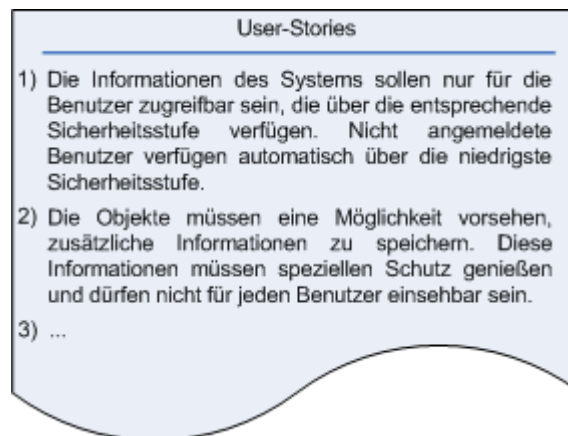 User-Stories
1) Die Informationen des Systems sollen nur für die
Benutzer zugreifbar sein, die über die entsprechende
Sicherheitsstufe verfügen. Nicht angemeldete
Benutzer verfügen automatisch über die niedrigste
Sicherheitsstufe.
2) Die Objekte müssen eine Möglichkeit vorsehen,
zusätzliche Informationen zu speichern. Diese
Informationen müssen speziellen Schutz genießen
und dürfen nicht für jeden Benutzer einsehbar sein.
3) ...